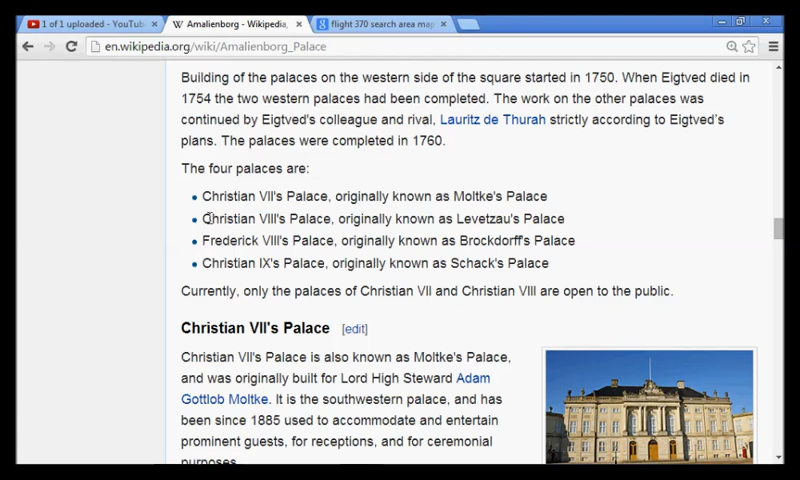 1 of 1 uploaded - YouTub
Amalienborg - Wikipedia,
flight 370 search area map
en.wikipedia.org/wiki/Amalienborg_Palace
Building of the palaces on the western side of the square started in 1750. When Eigtved died in
1754 the two western palaces had been completed. The work on the other palaces was
continued by Eigtved's colleague and rival, Lauritz de Thurah strictly according to Eigtved's
plans. The palaces were completed in 1760.
The four palaces are:
Christian VII's Palace, originally known as Moltke's Palace
Christian VIII's Palace, originally known as Levetzau's Palace
Frederick VIII's Palace, originally known as Brockdorff's Palace
Christian IX's Palace, originally known as Schack's Palace
Currently, only the palaces of Christian VII and Christian VIII are open to the public.
Christian VII's Palace [edit]
Christian VII's Palace is also known as Moltke's Palace,
and was originally built for Lord High Steward Adam
Gottlob Moltke. It is the southwestern palace, and has
been since 1885 used to accommodate and entertain
prominent guests, for receptions, and for ceremonial
purposes.